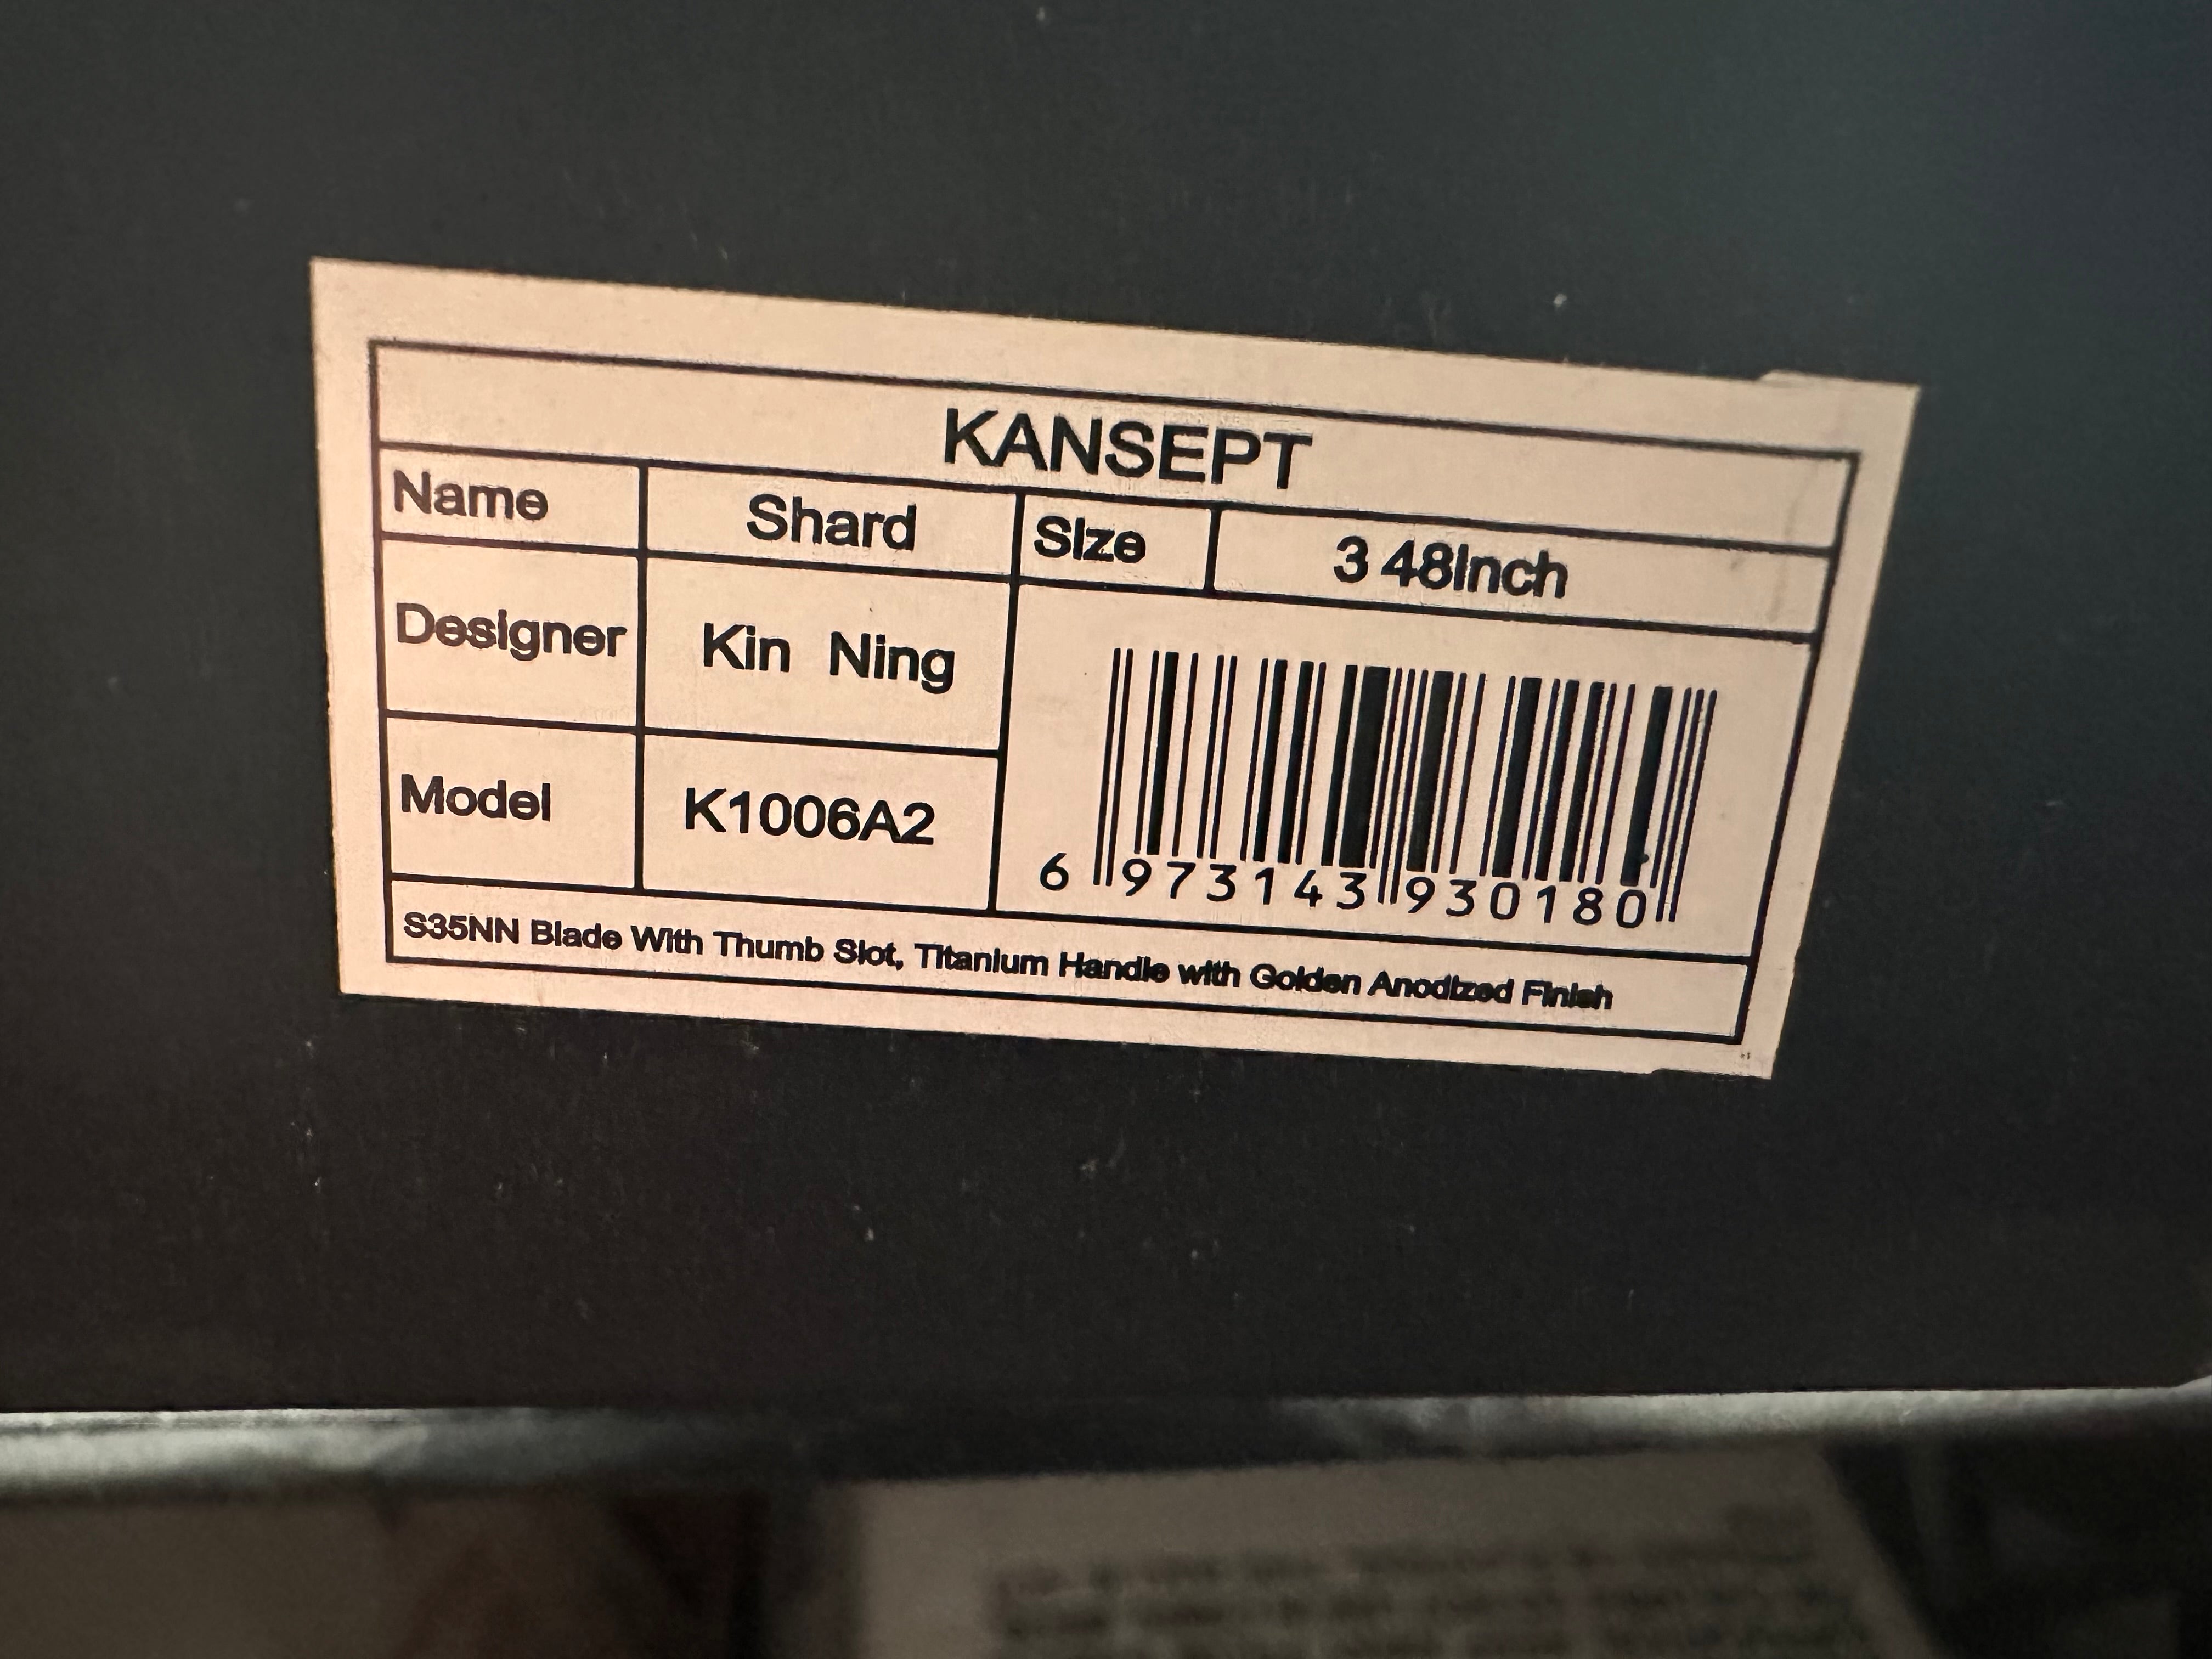 KANSEPT
Name Shard Size 3 48Inch
Designer Kin Ning
Model K1006A2
6 973143 930180
S35NN Blade With Thumb Slot, Titanium Handle with Golden Anodized Finish